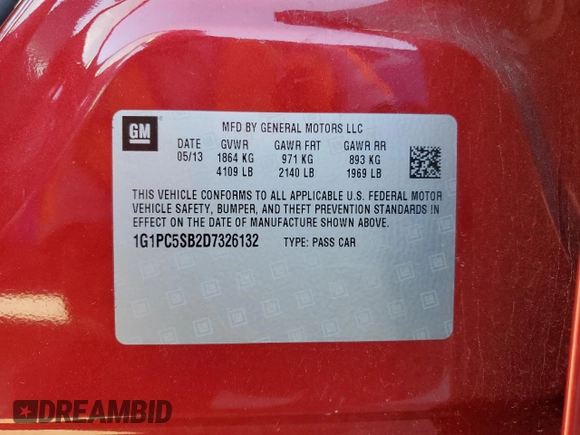 GM
MFD BY GENERAL MOTORS LLC
DATE GVWR GAWR FRT GAWR RR
05/13 1864 KG 971 KG 893 KG
4109 LB 2140 LB 1969 LB
THIS VEHICLE CONFORMS TO ALL APPLICABLE U.S. FEDERAL MOTOR
VEHICLE SAFETY, BUMPER, AND THEFT PREVENTION STANDARDS IN
EFFECT ON THE DATE OF MANUFACTURE SHOWN ABOVE.
1G1PC5SB2D7326132 TYPE: PASS CAR
DREAMBID